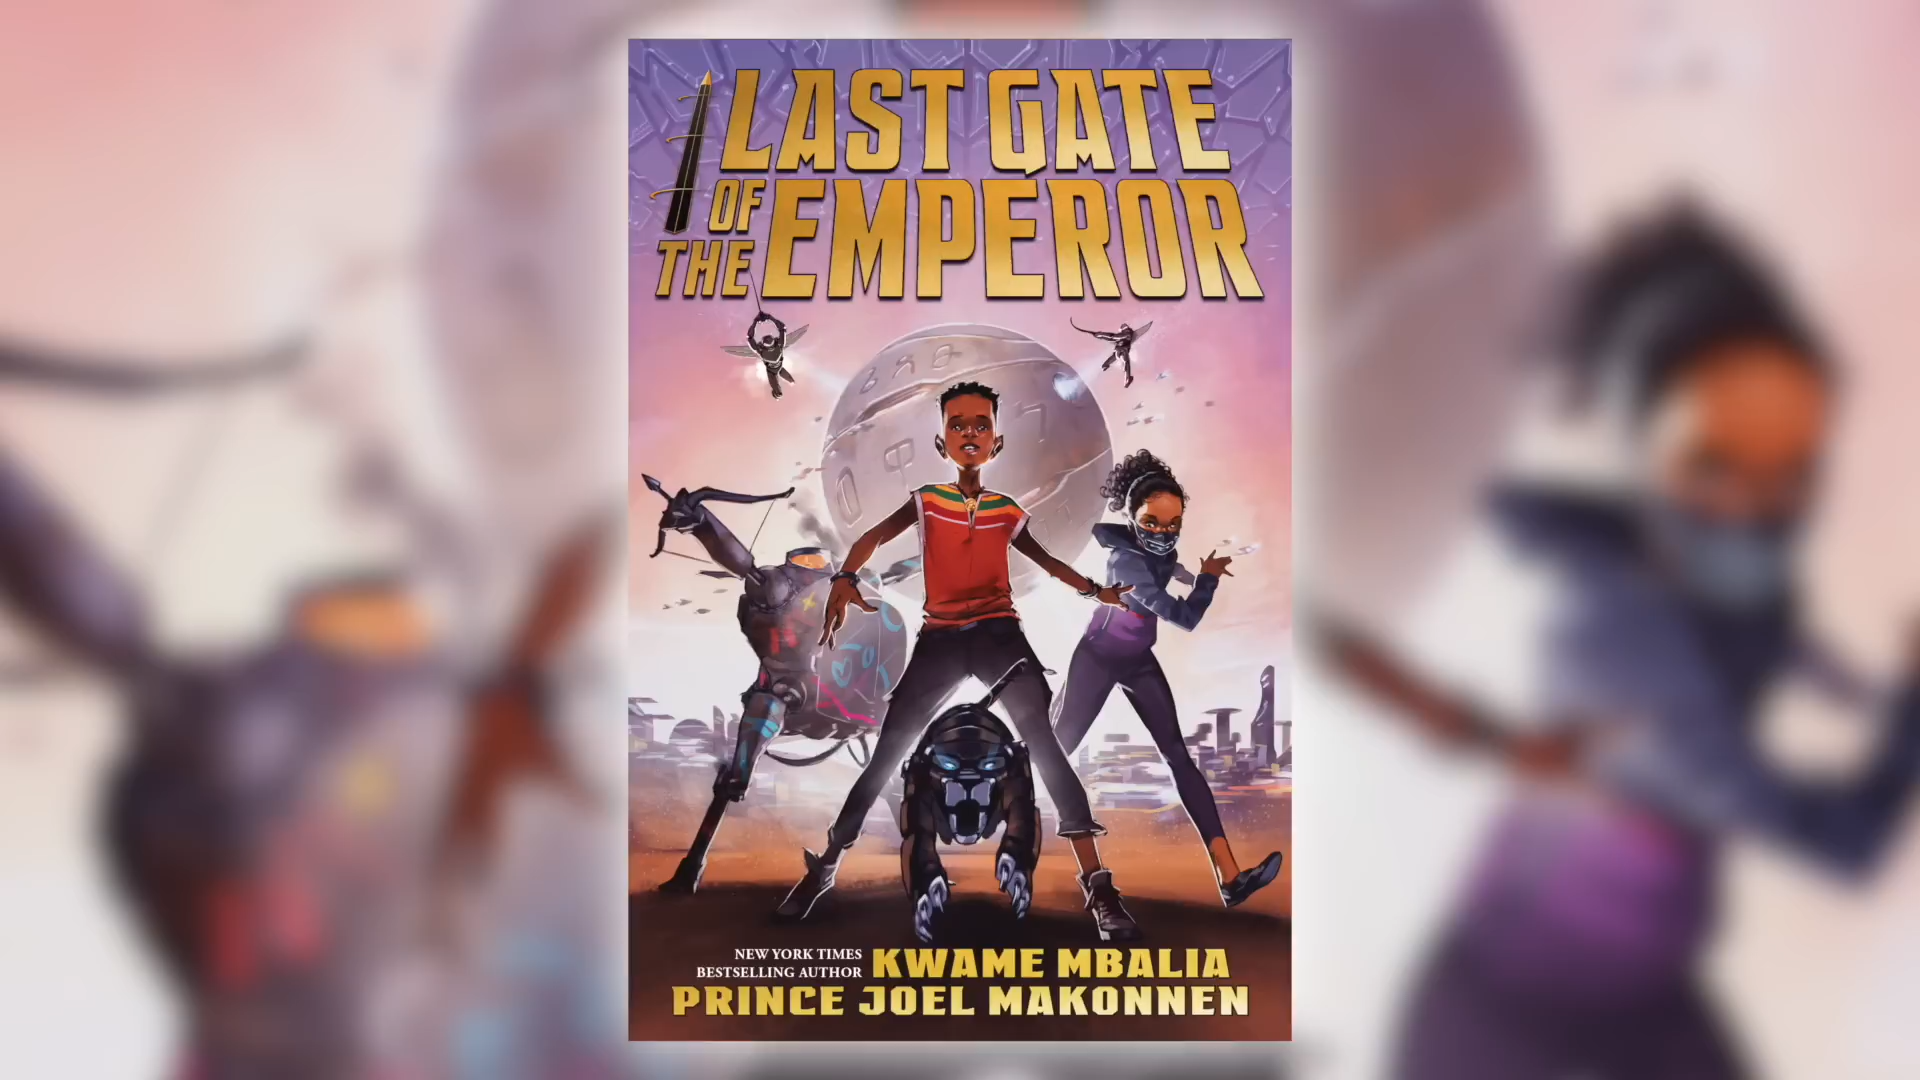 LAST GATE
OF
THE EMPEROR
NEW YORK TIMES
BESTSELLING AUTHOR KWAME MBALIA
PRINCE JOEL MAKONNEN